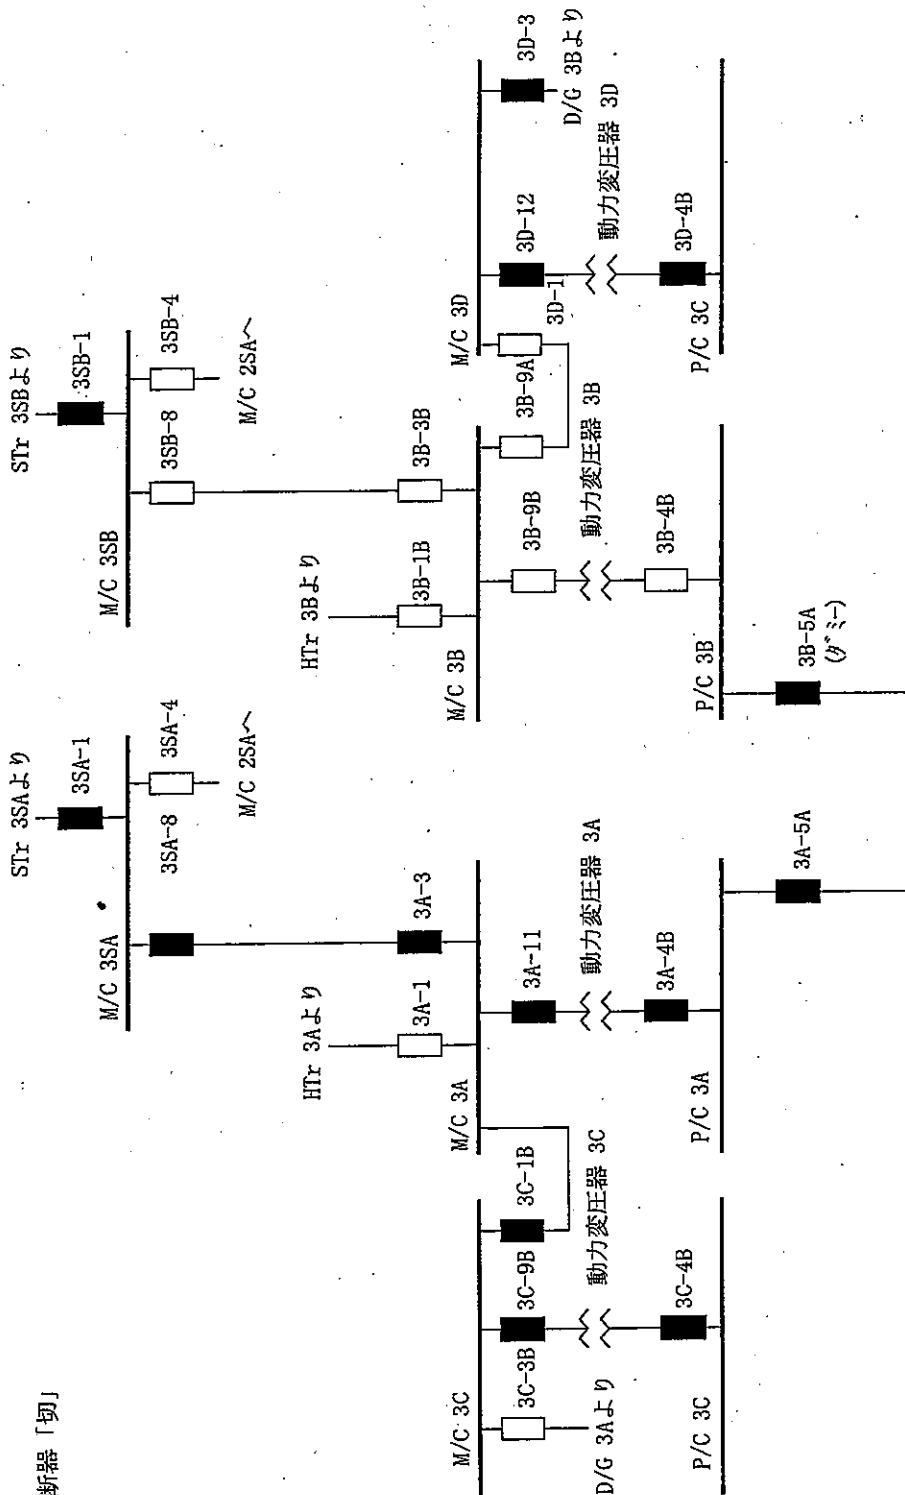 断器「切」
STr 3SAより
3SA-1
M/C 3SA
3SA-8
3SA-4
M/C 2SAへ
STr 3SBより
3SB-1
M/C 3SB
3SB-8
3SB-4
M/C 2SAへ
HTr 3Aより
3A-1
3A-3
HTr 3Bより
3B-1B
3B-3B
M/C 3C
3C-3B
3C-9B
3C-1B
D/G 3Aより
動力変圧器 3C
3C-4B
P/C 3C
M/C 3A
3A-11
動力変圧器 3A
3A-4B
P/C 3A
3A-5A
M/C 3B
3B-9B
3B-9A
動力変圧器 3B
3B-4B
P/C 3B
3B-5A
(ダミー)
M/C 3D
3D-1
3D-12
3D-3
D/G 3Bより
動力変圧器 3D
3D-4B
P/C 3C